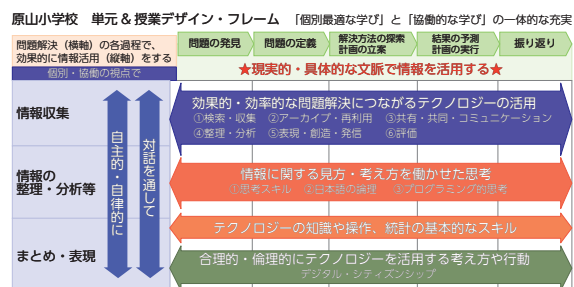 原山小学校　単元 & 授業デザイン・フレーム　「個別最適な学び」と「協働的な学び」の一体的な充実
問題解決（横軸）の各過程で、
効果的に情報活用（縦軸）をする
個別・協働の視点で
問題の発見
問題の定義
解決方法の探索
計画の立案
結果の予測
計画の実行
振り返り
★現実的・具体的な文脈で情報を活用する★
情報収集
情報の
整理・分析等
まとめ・表現
自主的・自律的に
対話を通して
効果的・効率的な問題解決につながるテクノロジーの活用
①検索・収集　②アーカイブ・再利用　③共有・共同・コミュニケーション
④整理・分析　⑤表現・創造・発信　⑥評価
情報に関する見方・考え方を働かせた思考
①思考スキル　②日本語の論理　③プログラミング的思考
テクノロジーの知識や操作、統計の基本的なスキル
合理的・倫理的にテクノロジーを活用する考え方や行動
デジタル・シティズンシップ